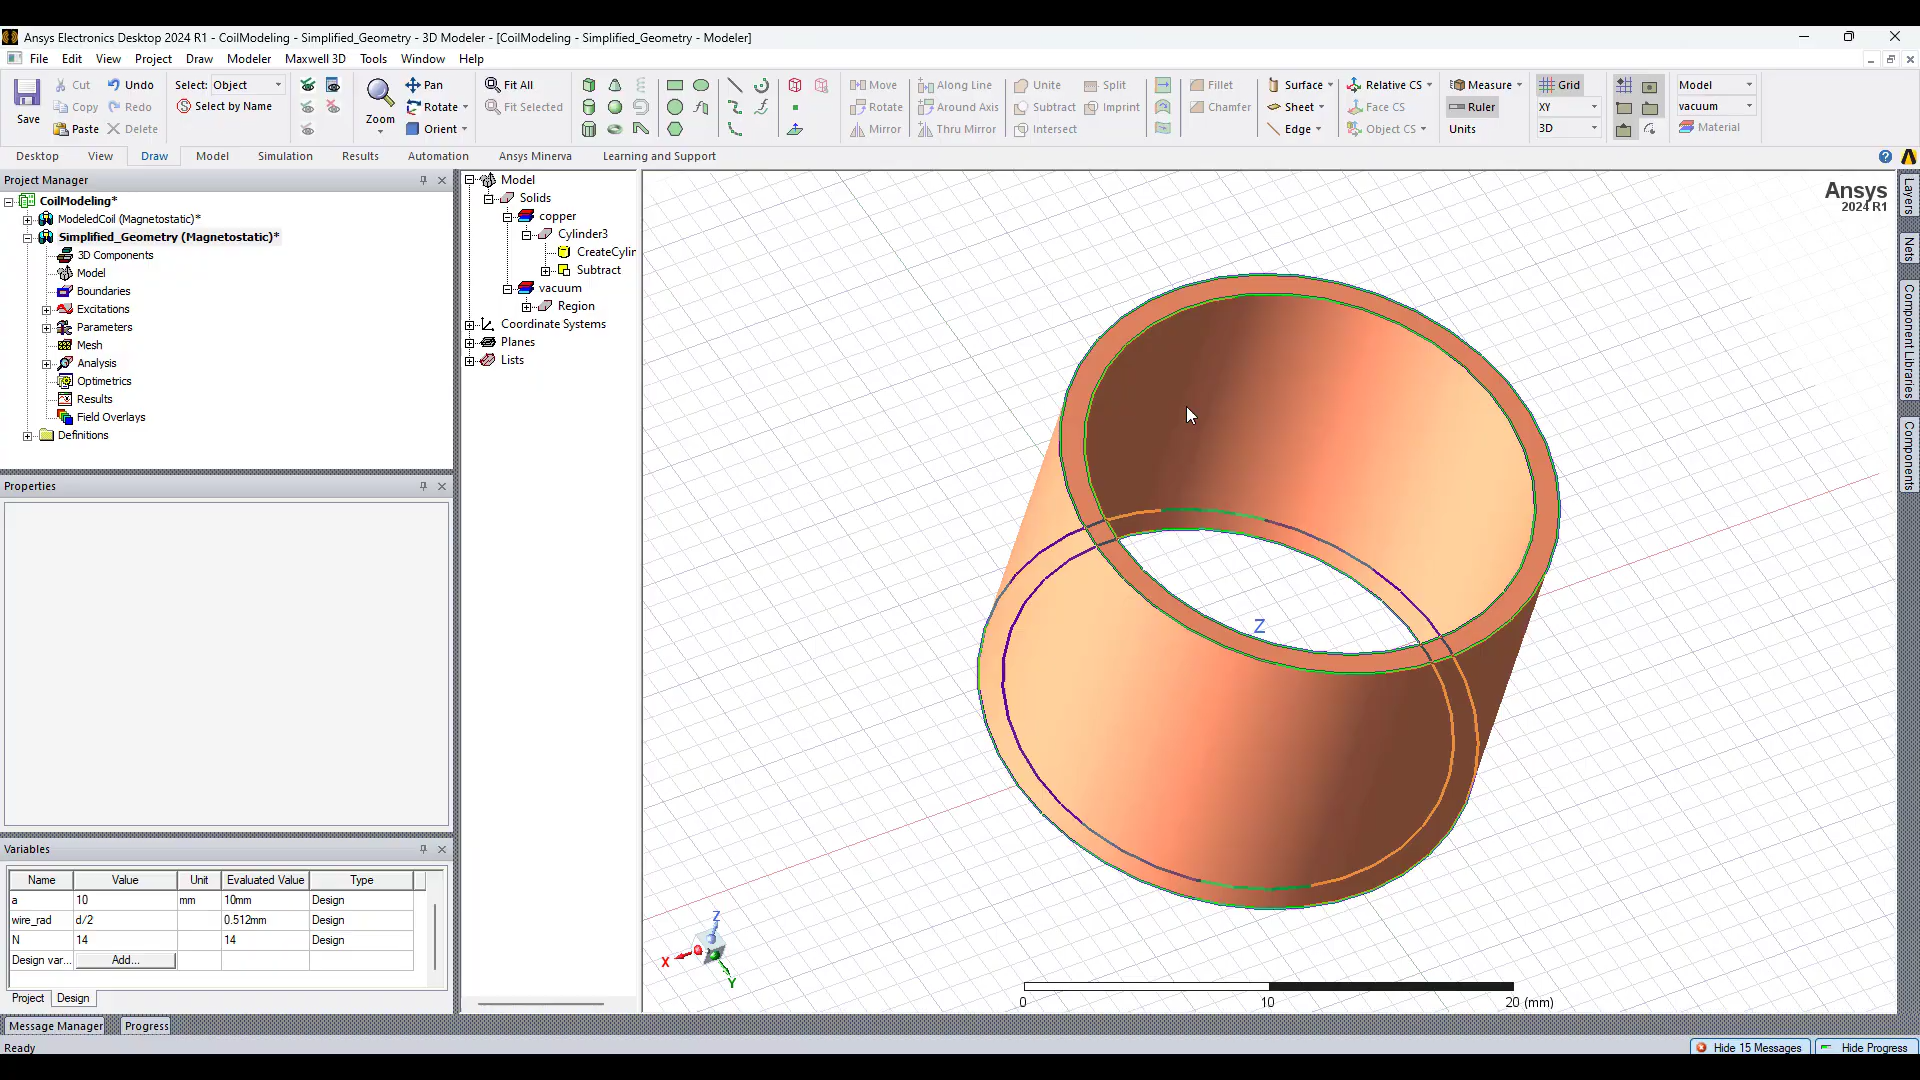 Ansys Electronics Desktop 2024 R1 - CoilModeling - Simplified_Geometry - 3D Modeler - [CoilModeling - Simplified_Geometry - Modeler]
File Edit View Project Draw Modeler Maxwell 3D Tools Window Help
Save
Cut
Copy
Paste
Undo
Redo
Delete
Select: Object
Select by Name
Zoom
Pan
Rotate
Orient
Fit All
Fit Selected
Move
Rotate
Mirror
Along Line
Around Axis
Thru Mirror
Unite
Subtract
Intersect
Split
Imprint
Fillet
Chamfer
Surface
Sheet
Edge
Relative CS
Face CS
Object CS
Measure
Ruler
Units
Grid
XY
3D
Model
vacuum
Material
Desktop View Draw Model Simulation Results Automation Ansys Minerva Learning and Support
Project Manager
CoilModeling*
ModeledCoil (Magnetostatic)*
Simplified_Geometry (Magnetostatic)*
3D Components
Model
Boundaries
Excitations
Parameters
Mesh
Analysis
Optimetrics
Results
Field Overlays
Definitions
Properties
Variables
Name Value Unit Evaluated Value Type
a 10 mm 10mm Design
wire_rad d/2 0.512mm Design
N 14 14 Design
Design var... Add...
Project Design
Model
Solids
copper
Cylinder3
CreateCylin
Subtract
vacuum
Region
Coordinate Systems
Planes
Lists
Ansys
2024 R1
Z
Z
X
Y
0 10 20 (mm)
Layers
Nets
Component Libraries
Components
Message Manager Progress
Ready
Hide 15 Messages Hide Progress